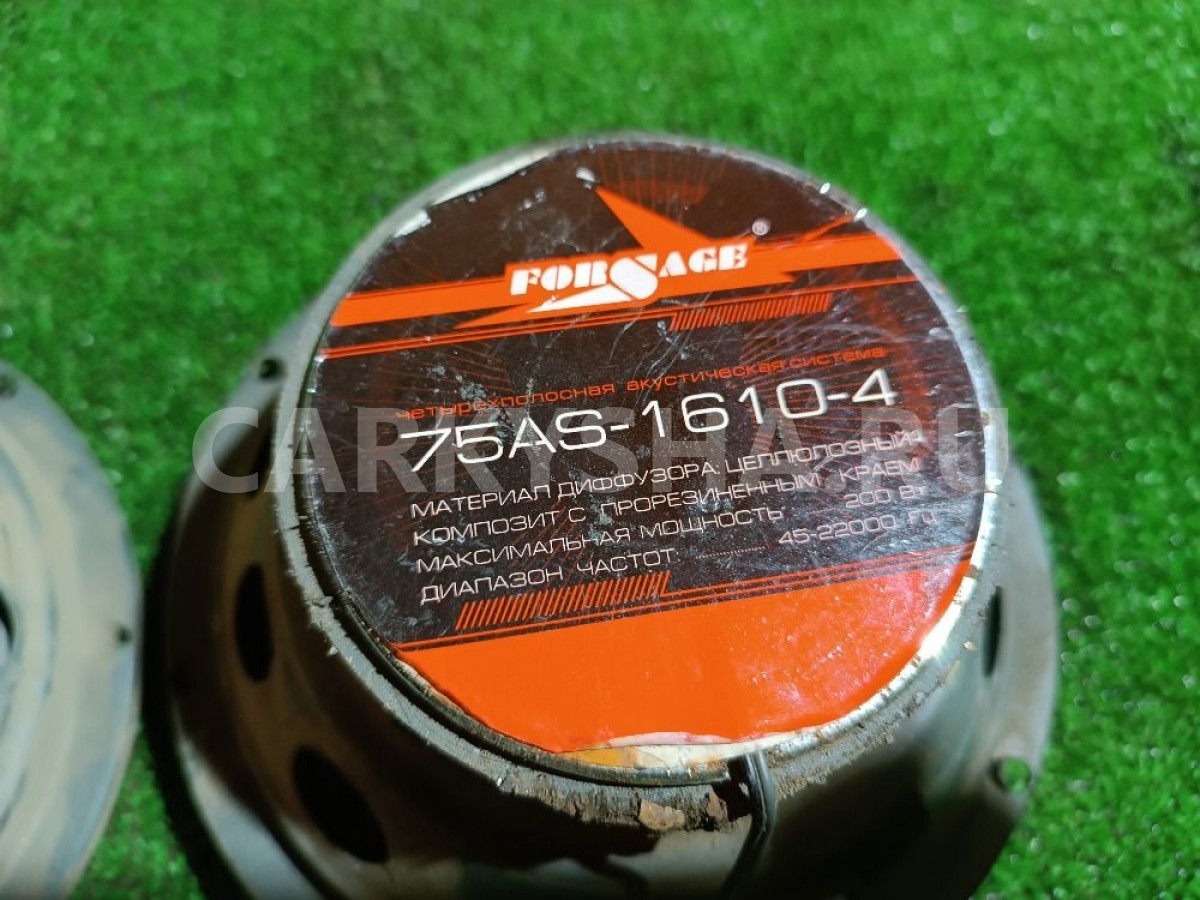 FORSAGE ®
четырехполосная акустическая система
75AS-1610-4
МАТЕРИАЛ ДИФФУЗОРА: ЦЕЛЛЮЛОЗНЫЙ
КОМПОЗИТ С ПРОРЕЗИНЕННЫМ КРАЕМ
МАКСИМАЛЬНАЯ МОЩНОСТЬ 200 Вт
ДИАПАЗОН ЧАСТОТ 45-22000 Гц
CARRYSHA.RU